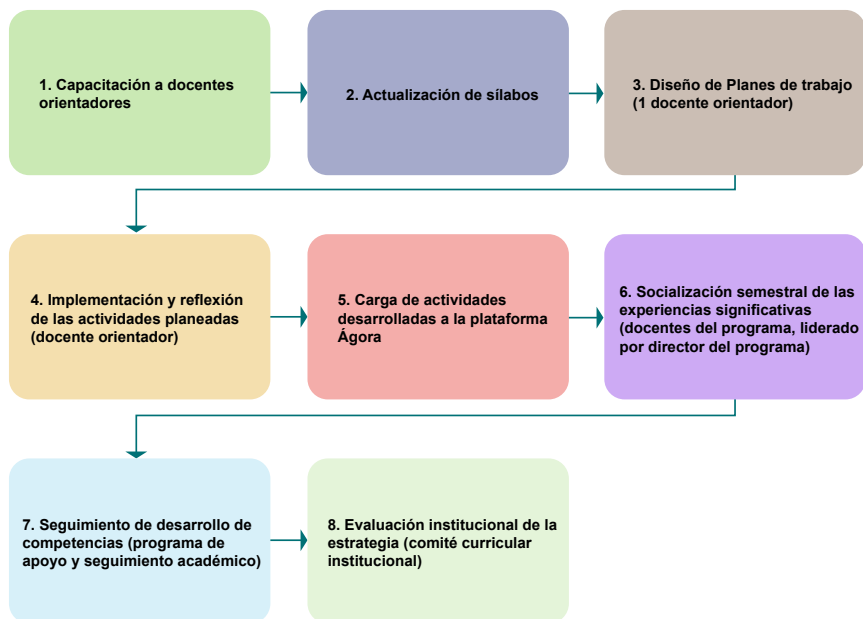 1. Capacitación a docentes
orientadores
2. Actualización de sílabos
3. Diseño de Planes de trabajo
(1 docente orientador)
4. Implementación y reflexión
de las actividades planeadas
(docente orientador)
5. Carga de actividades
desarrolladas a la plataforma
Ágora
6. Socialización semestral de las
experiencias significativas
(docentes del programa, liderado
por director del programa)
7. Seguimiento de desarrollo de
competencias (programa de
apoyo y seguimiento académico)
8. Evaluación institucional de la
estrategia (comité curricular
institucional)